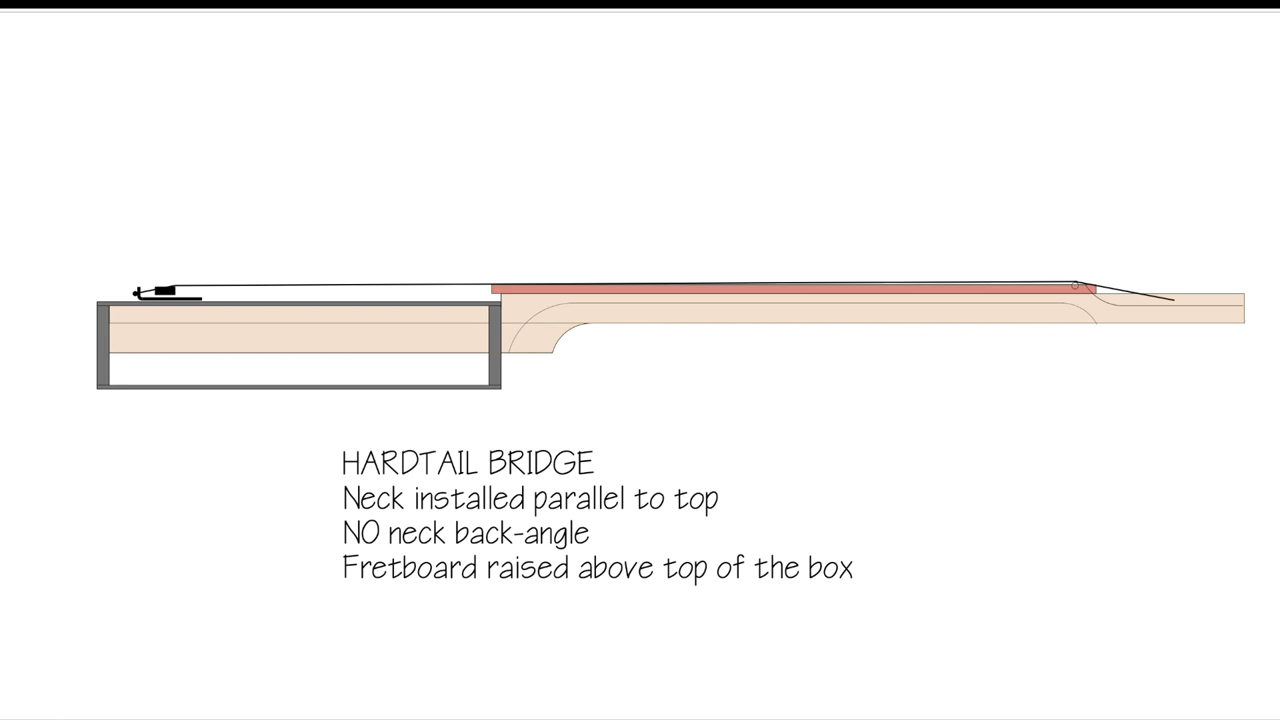 HARDTAIL BRIDGE
Neck installed parallel to top
NO neck back-angle
Fretboard raised above top of the box